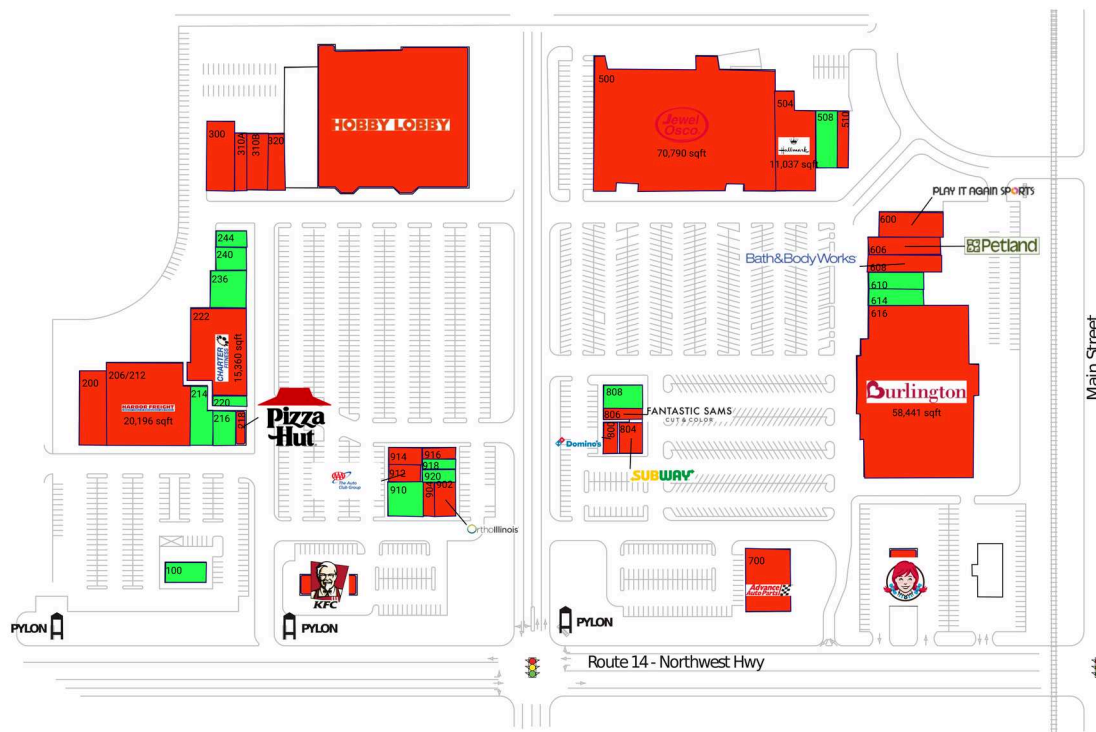 HOBBY LOBBY
300
310A
310B
320
500
Jewel
Osco
70,790 sqft
504
Hallmark
11,037 sqft
508
510
PLAY IT AGAIN SPORTS
600
606
Petland
Bath&BodyWorks
608
610
614
616
Burlington
58,441 sqft
Main Street
244
240
236
222
CHARTER
FITNESS
15,360 sqft
200
206/212
HARBOR FREIGHT
20,196 sqft
214
220
216
218
Pizza
Hut
AAA
The Auto
Club Group
914
916
912
918
920
910
904
902
OrthoIllinois
808
806
FANTASTIC SAMS
CUT & COLOR
Domino's
800
804
SUBWAY
100
KFC
700
Advance
Auto Parts
PYLON
PYLON
PYLON
Route 14 - Northwest Hwy